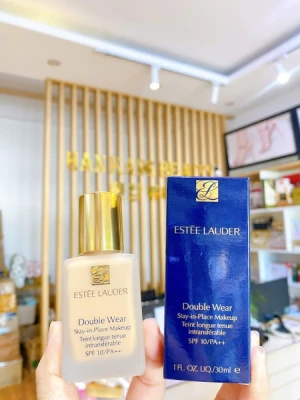 ESTĒE LAUDER
Double Wear
Stay-in-Place Makeup
Teint longue tenue
intransférable
SPF 10/PA++
ESTĒE LAUDER
Double Wear
Stay-in-Place Makeup
Teint longue tenue
intransférable
SPF 10/PA++
1 FL. OZ. LIQ./30ml ℮